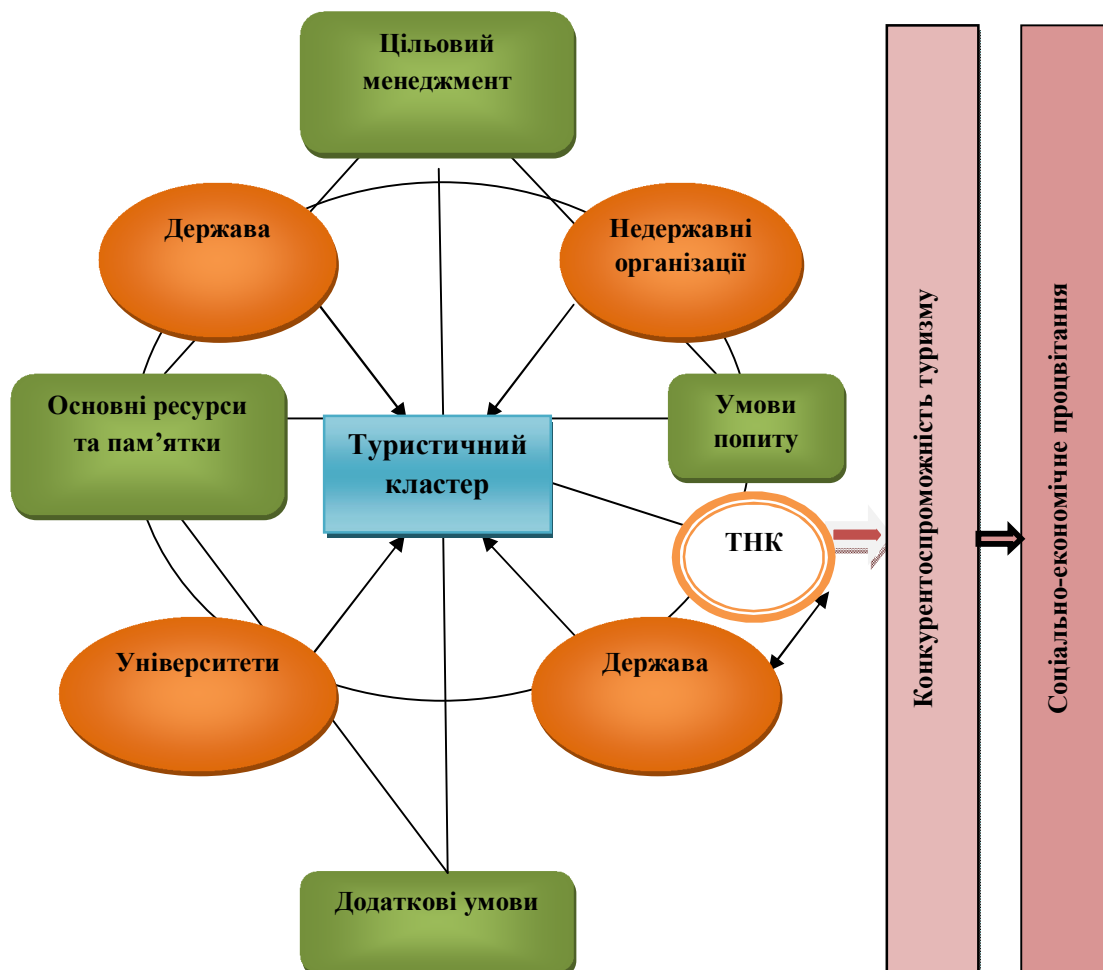 Цільовий
менеджмент
Держава
Недержавні
організації
Основні ресурси
та пам’ятки
Туристичний
кластер
Умови
попиту
ТНК
Університети
Держава
Додаткові умови
Конкурентоспроможність туризму
Соціально-економічне процвітання